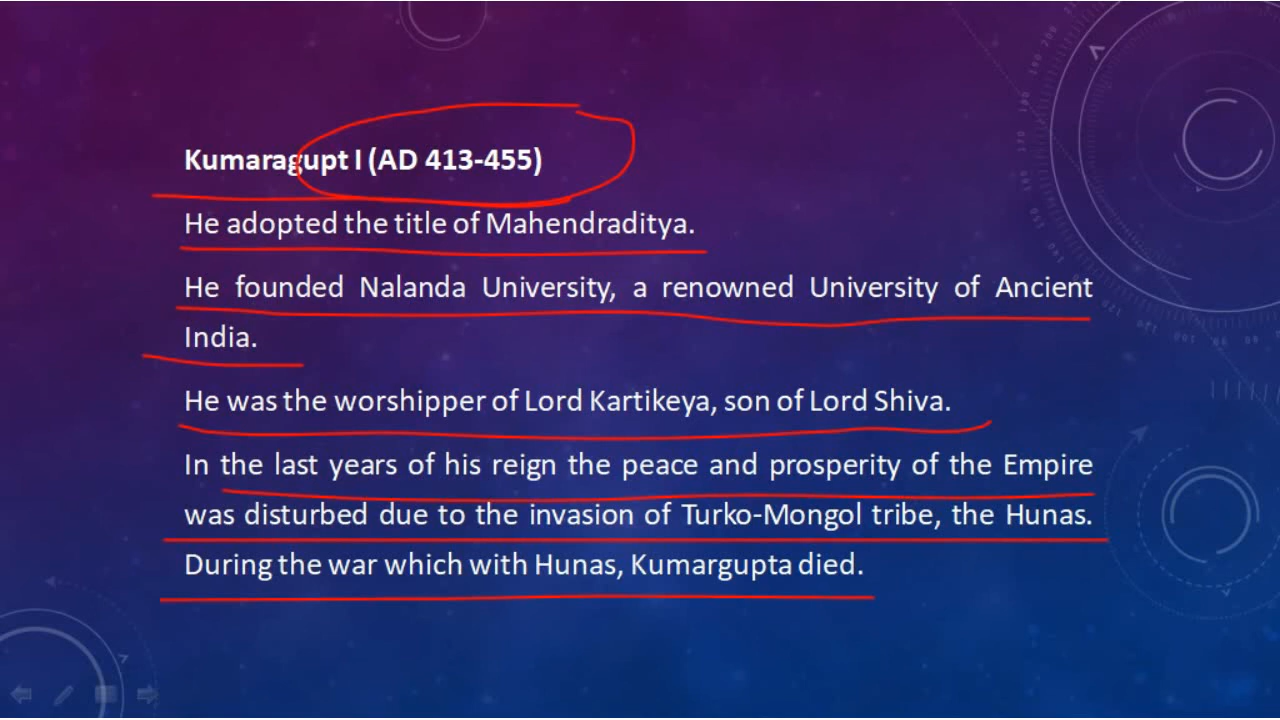 Kumaragupt I (AD 413-455)
He adopted the title of Mahendraditya.
He founded Nalanda University, a renowned University of Ancient
India.
He was the worshipper of Lord Kartikeya, son of Lord Shiva.
In the last years of his reign the peace and prosperity of the Empire
was disturbed due to the invasion of Turko-Mongol tribe, the Hunas.
During the war which with Hunas, Kumargupta died.